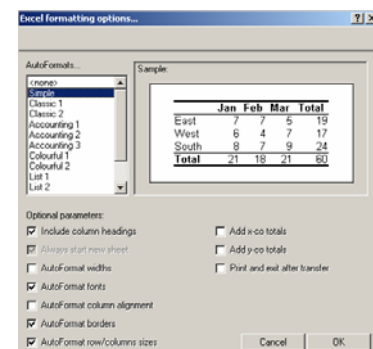 Excel formatting options...
AutoFormats...
Sample:
<none>
Simple
Classic 1
Classic 2
Accounting 1
Accounting 2
Accounting 3
Colourful 1
Colourful 2
List 1
List 2
Jan Feb Mar Total
East 7 7 5 19
West 6 4 7 17
South 8 7 9 24
Total 21 18 21 60
Optional parameters:
Include column headings
Always start new sheet
AutoFormat widths
AutoFormat fonts
AutoFormat column alignment
AutoFormat borders
AutoFormat row/columns sizes
Add x-co totals
Add y-co totals
Print and exit after transfer
Cancel
OK